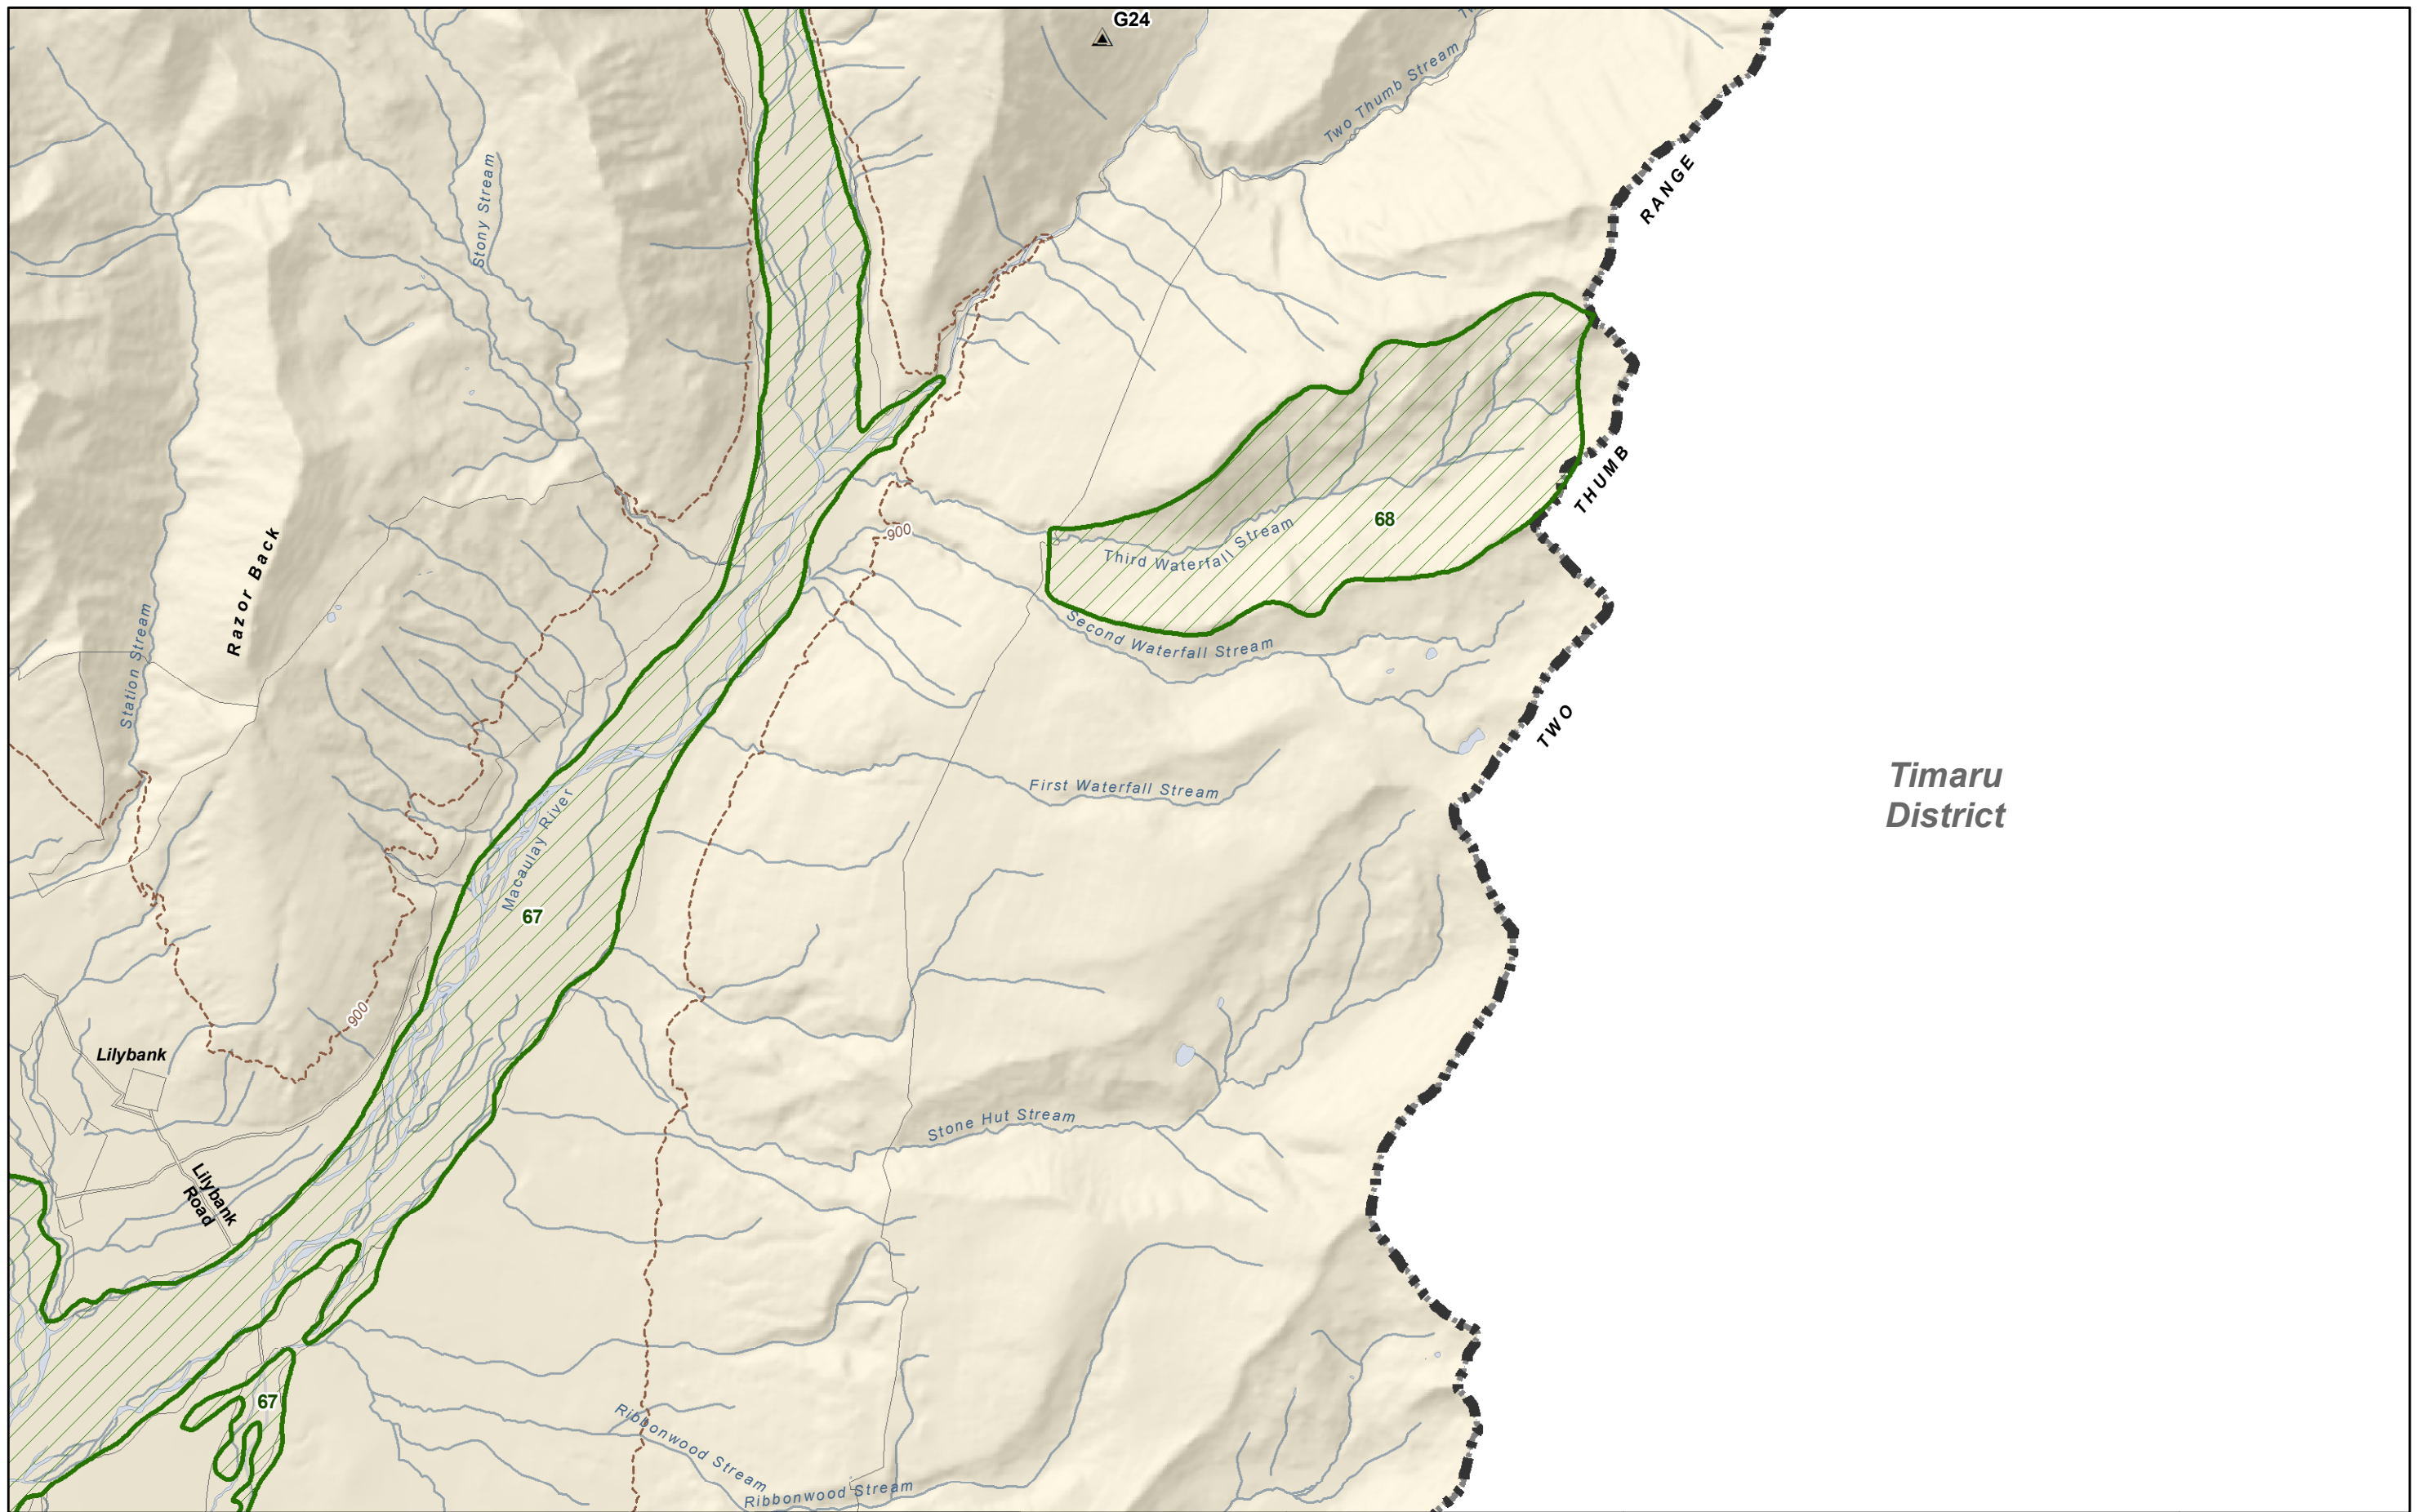 G24
Two Thumb Stream
RANGE
Stony Stream
THUMB
68
900
Third Waterfall Stream
Razor Back
Second Waterfall Stream
Station Stream
TWO
First Waterfall Stream
Timaru
District
Macaulay River
67
900
Lilybank
Stone Hut Stream
Lilybank
Road
67
Ribbonwood Stream
Ribbonwood Stream